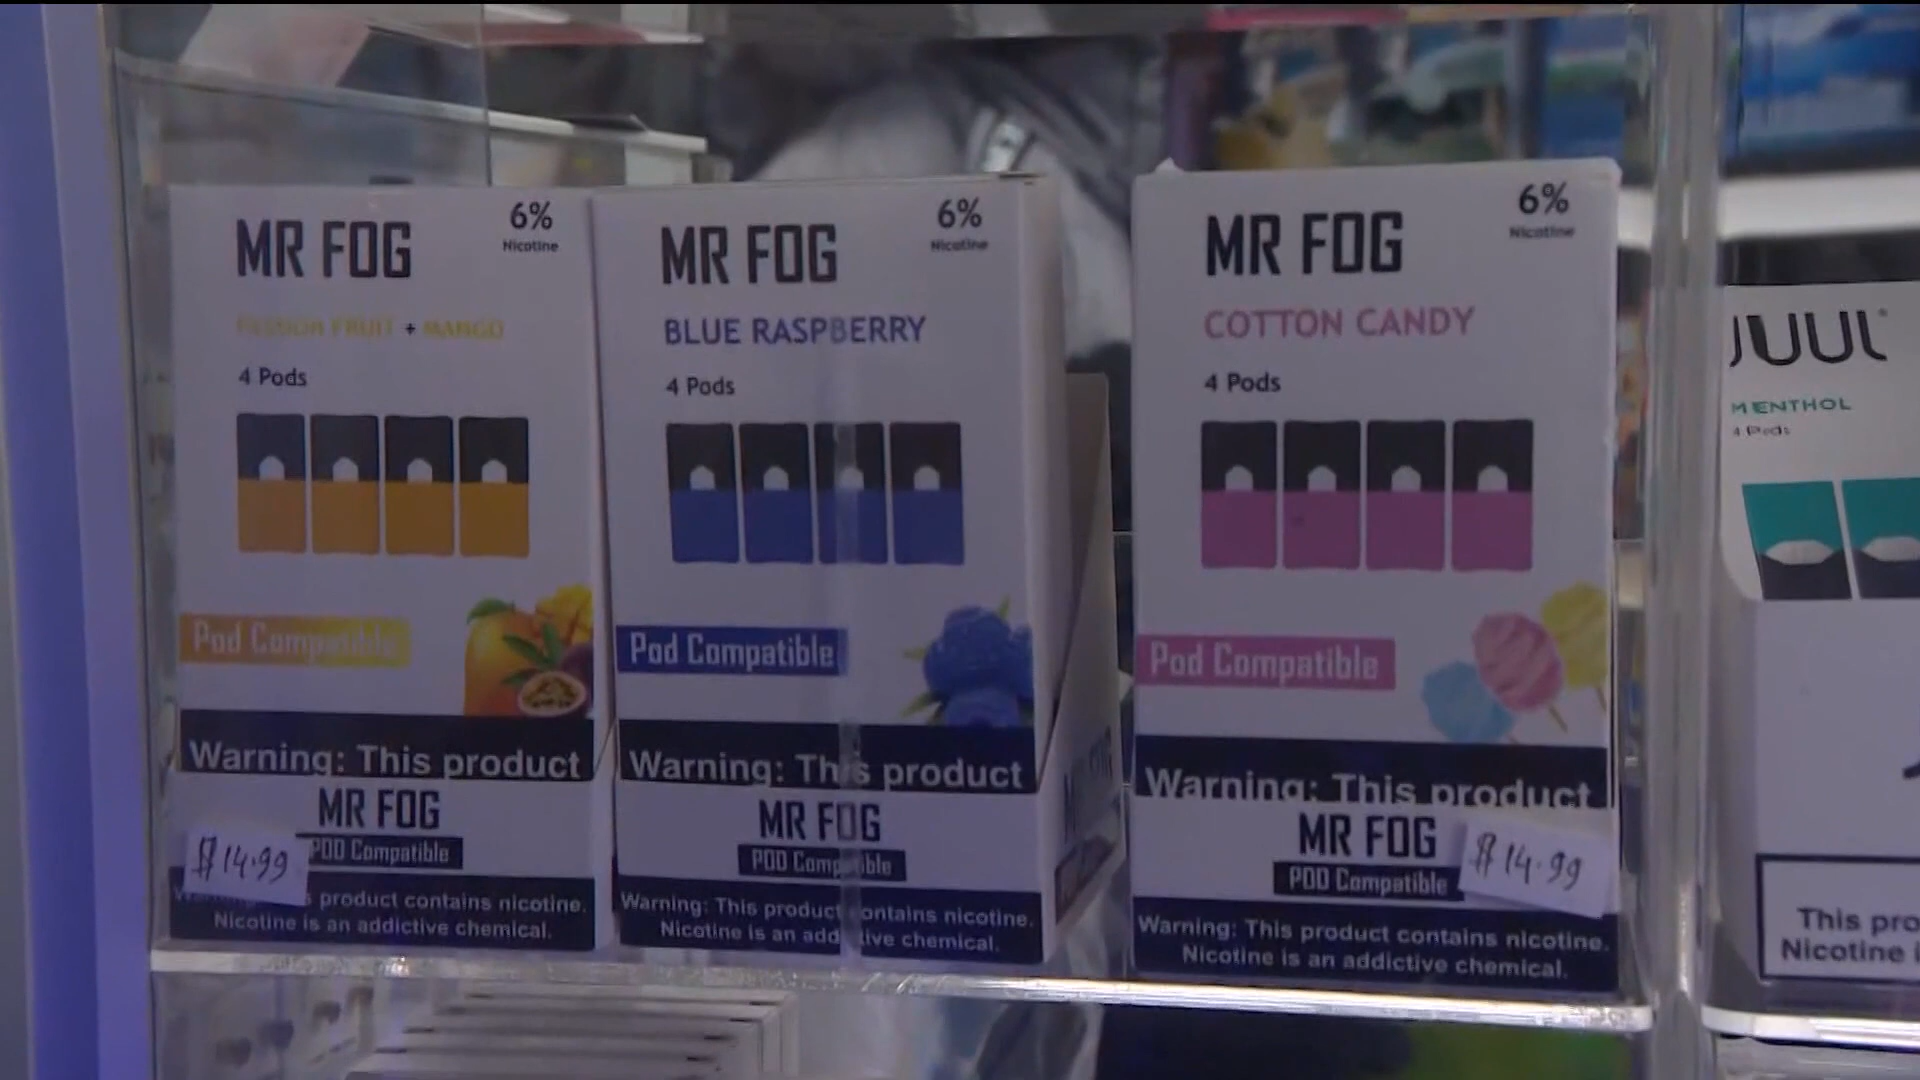 MR FOG
6%
Nicotine
PASSION FRUIT + MANGO
4 Pods
Pod Compatible
Warning: This product
MR FOG
POD Compatible
$14.99
product contains nicotine.
Nicotine is an addictive chemical.
MR FOG
6%
Nicotine
BLUE RASPBERRY
4 Pods
Pod Compatible
Warning: This product
MR FOG
POD Compatible
Warning: This product contains nicotine.
Nicotine is an addictive chemical.
MR FOG
6%
Nicotine
COTTON CANDY
4 Pods
Pod Compatible
Warning: This product
MR FOG
POD Compatible
$14.99
Warning: This product contains nicotine.
Nicotine is an addictive chemical.
JUUL
MENTHOL
4 Pods
This pro
Nicotine i